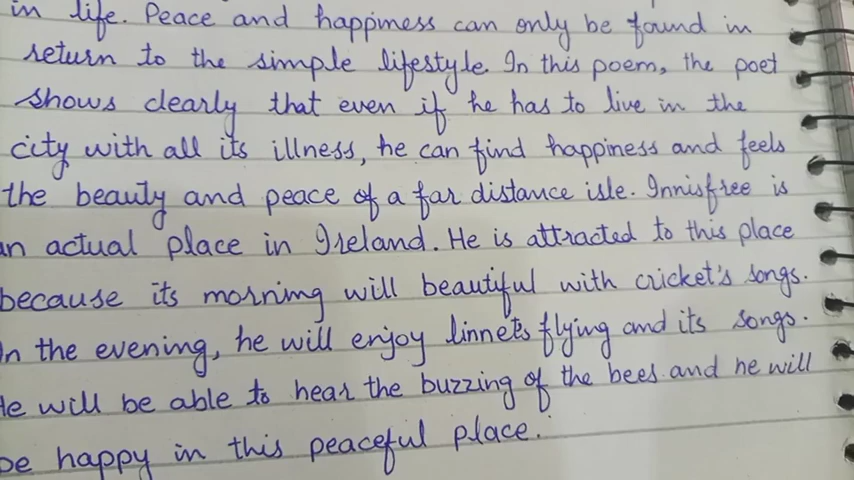 in life. Peace and happiness can only be found in
return to the simple lifestyle. In this poem, the poet
shows clearly that even if he has to live in the
city with all its illness, he can find happiness and feels
the beauty and peace of a far distance isle. Innisfree is
an actual place in Ireland. He is attracted to this place
because its morning will beautiful with cricket's songs.
In the evening, he will enjoy linnets flying and its songs.
He will be able to hear the buzzing of the bees and he will
be happy in this peaceful place.